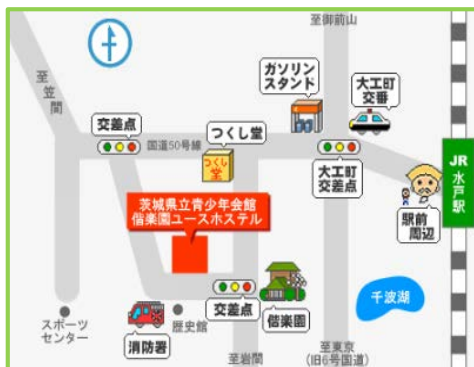 至御前山
ガソリン
スタンド
大工町
交番
至笠間
交差点
国道50号線
つくし堂
つくし
堂
大工町
交差点
JR
水戸駅
駅前
周辺
茨城県立青少年会館
偕楽園ユースホステル
千波湖
スポーツ
センター
消防署
歴史館
交差点
偕楽園
至岩間
至東京
(旧6号国道)